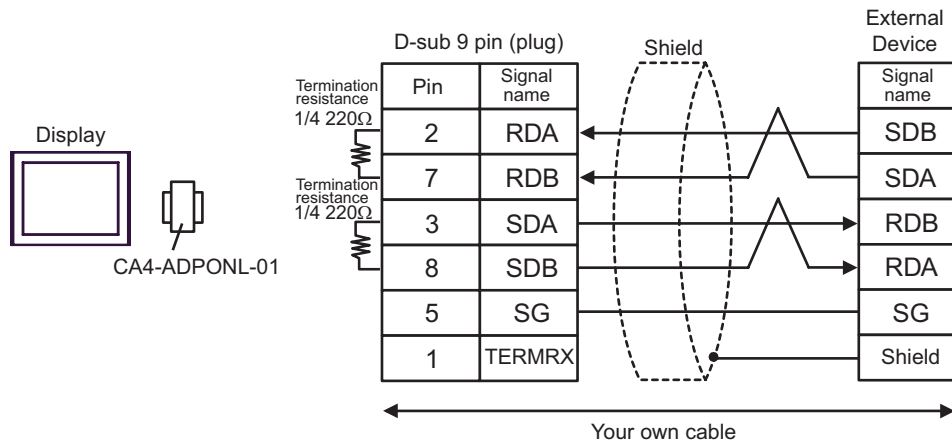 External
Device
D-sub 9 pin (plug)
Shield
Termination
resistance
1/4 220Ω
Pin
Signal
name
Signal
name
2
RDA
SDB
Display
7
RDB
SDA
Termination
resistance
1/4 220Ω
3
SDA
RDB
CA4-ADPONL-01
8
SDB
RDA
5
SG
SG
1
TERMRX
Shield
Your own cable